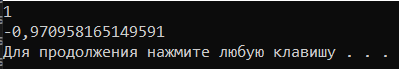 1
-0,970958165149591
Для продолжения нажмите любую клавишу . . .